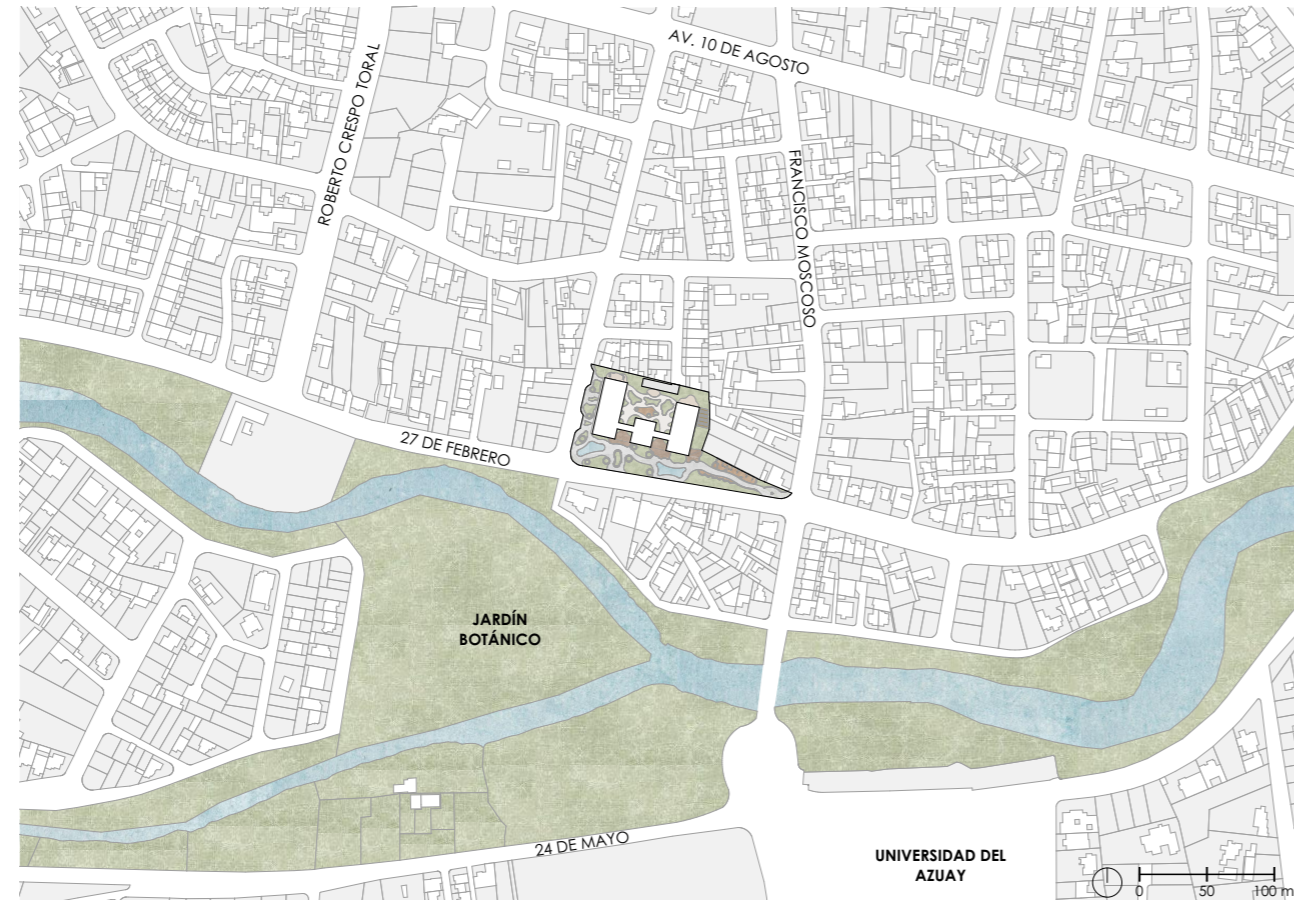 AV. 10 DE AGOSTO
ROBERTO CRESPO TORAL
FRANCISCO MOSCOSO
27 DE FEBRERO
JARDÍN
BOTÁNICO
24 DE MAYO
UNIVERSIDAD DEL
AZUAY
0 50 100 m